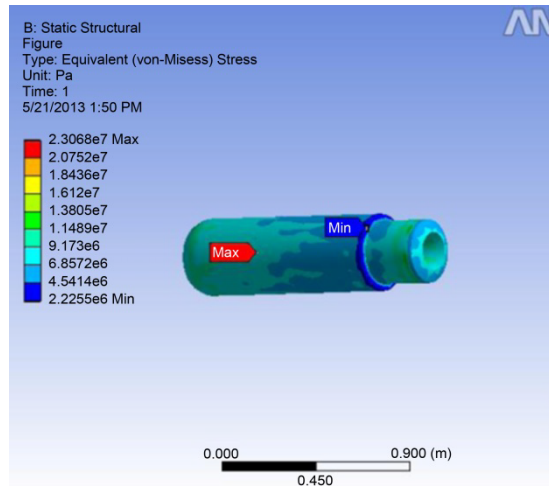 B: Static Structural
Figure
Type: Equivalent (von-Misess) Stress
Unit: Pa
Time: 1
5/21/2013 1:50 PM
AN
2.3068e7 Max
2.0752e7
1.8436e7
1.612e7
1.3805e7
1.1489e7
9.173e6
6.8572e6
4.5414e6
2.2255e6 Min
Min
Max
0.000
0.900 (m)
0.450